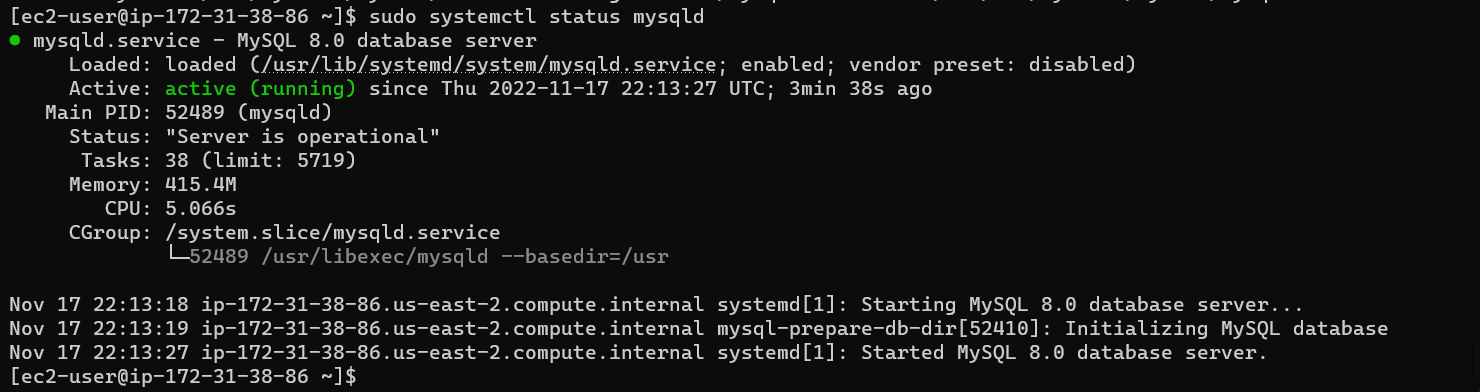 [ec2-user@ip-172-31-38-86 ~]$ sudo systemctl status mysqld
● mysqld.service - MySQL 8.0 database server
     Loaded: loaded (/usr/lib/systemd/system/mysqld.service; enabled; vendor preset: disabled)
     Active: active (running) since Thu 2022-11-17 22:13:27 UTC; 3min 38s ago
   Main PID: 52489 (mysqld)
     Status: "Server is operational"
      Tasks: 38 (limit: 5719)
     Memory: 415.4M
        CPU: 5.066s
     CGroup: /system.slice/mysqld.service
             └─52489 /usr/libexec/mysqld --basedir=/usr

Nov 17 22:13:18 ip-172-31-38-86.us-east-2.compute.internal systemd[1]: Starting MySQL 8.0 database server...
Nov 17 22:13:19 ip-172-31-38-86.us-east-2.compute.internal mysql-prepare-db-dir[52410]: Initializing MySQL database
Nov 17 22:13:27 ip-172-31-38-86.us-east-2.compute.internal systemd[1]: Started MySQL 8.0 database server.
[ec2-user@ip-172-31-38-86 ~]$